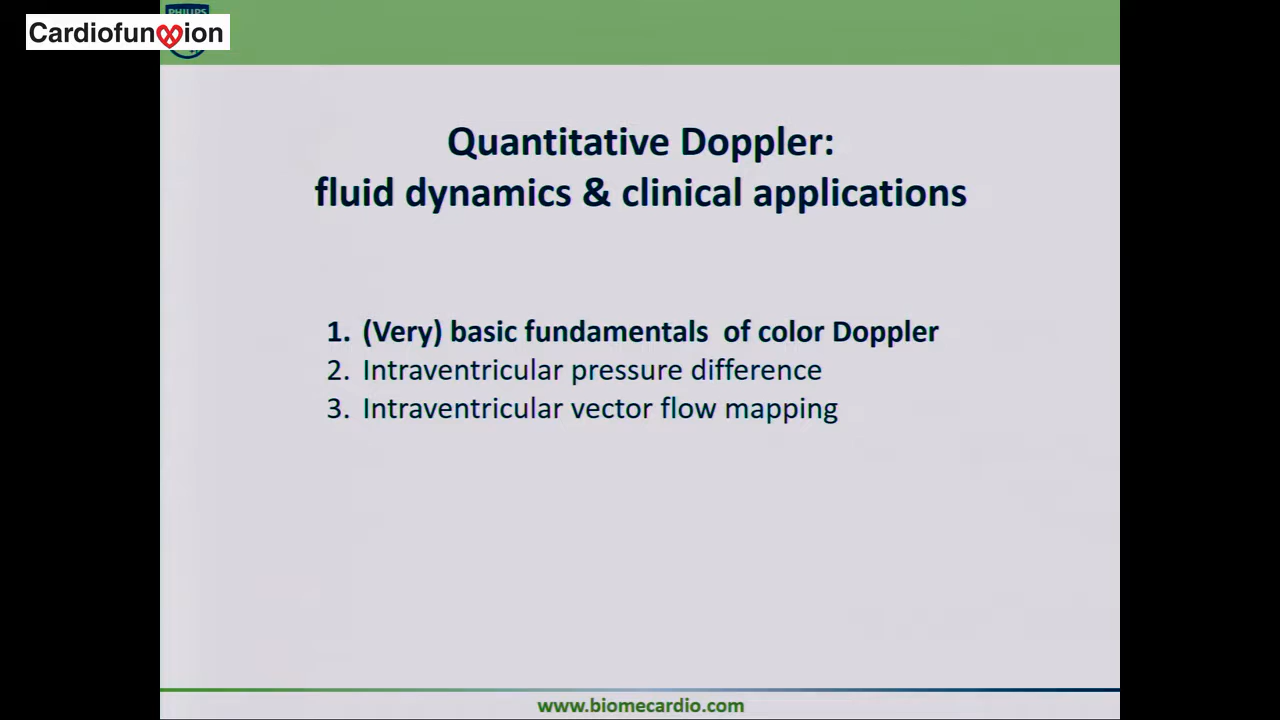 PHILIPS
Cardiofunxion
Quantitative Doppler:
fluid dynamics & clinical applications
1. (Very) basic fundamentals of color Doppler
2. Intraventricular pressure difference
3. Intraventricular vector flow mapping
www.biomecardio.com